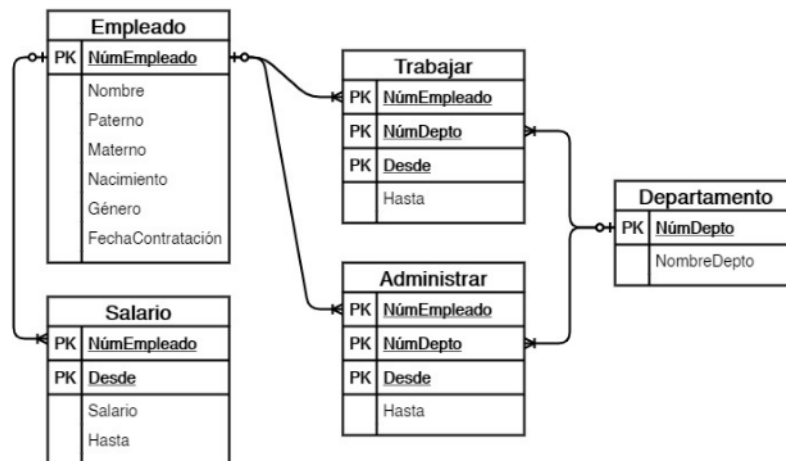 Empleado
PK NúmEmpleado
Nombre
Paterno
Materno
Nacimiento
Género
FechaContratación
Salario
PK NúmEmpleado
PK Desde
Salario
Hasta
Trabajar
PK NúmEmpleado
PK NúmDepto
PK Desde
Hasta
Administrar
PK NúmEmpleado
PK NúmDepto
PK Desde
Hasta
Departamento
PK NúmDepto
NombreDepto